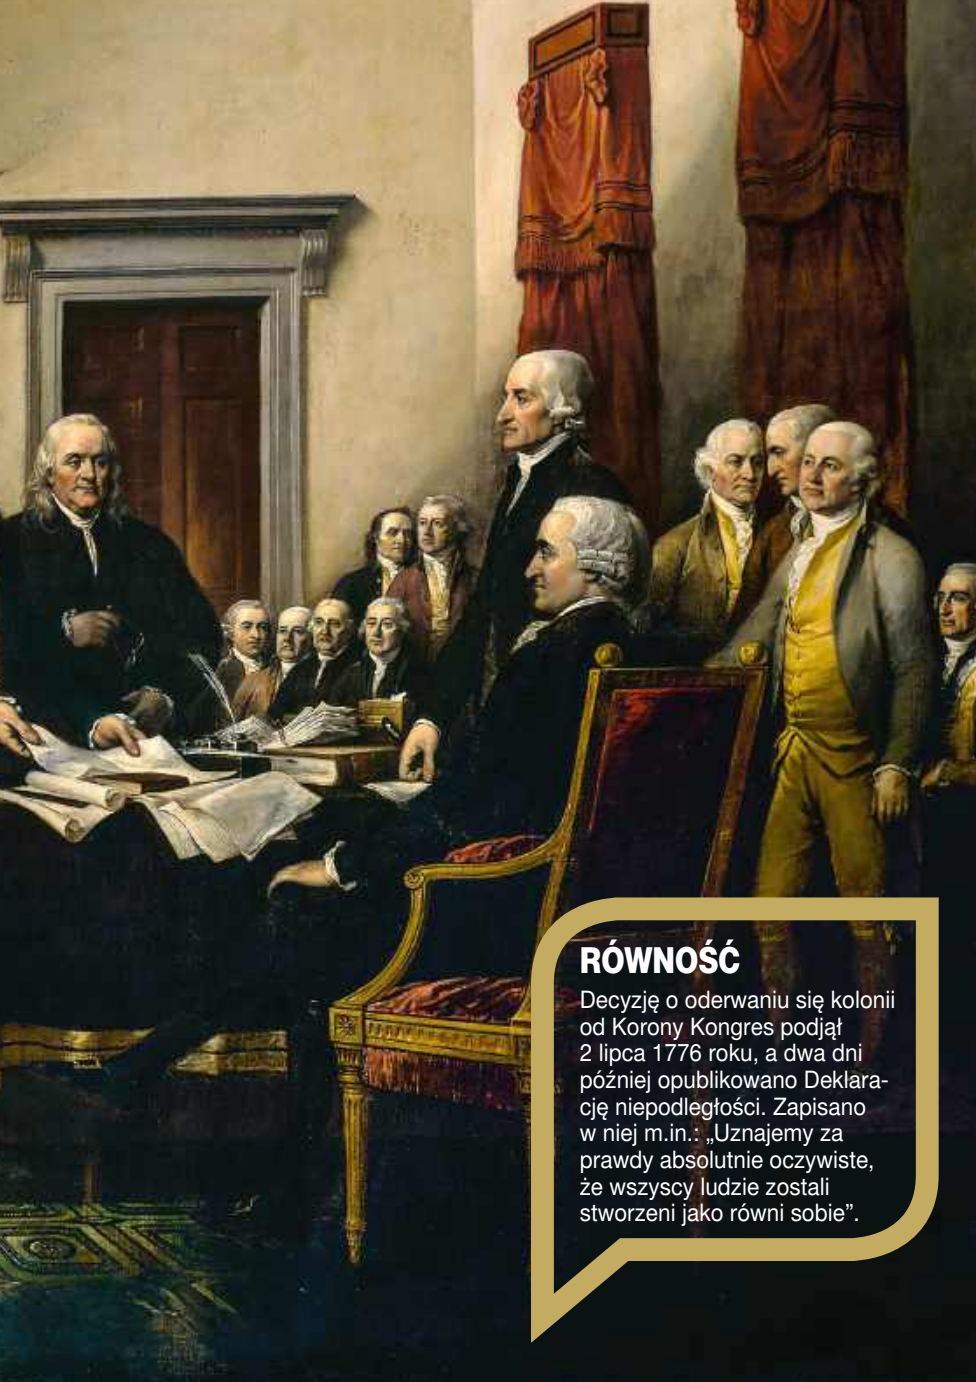 RÓWNOŚĆ
Decyzję o oderwaniu się kolonii
od Korony Kongres podjął
2 lipca 1776 roku, a dwa dni
później opublikowano Deklara-
cję niepodległości. Zapisano
w niej m.in.: „Uznajemy za
prawdy absolutnie oczywiste,
że wszyscy ludzie zostali
stworzeni jako równi sobie”.